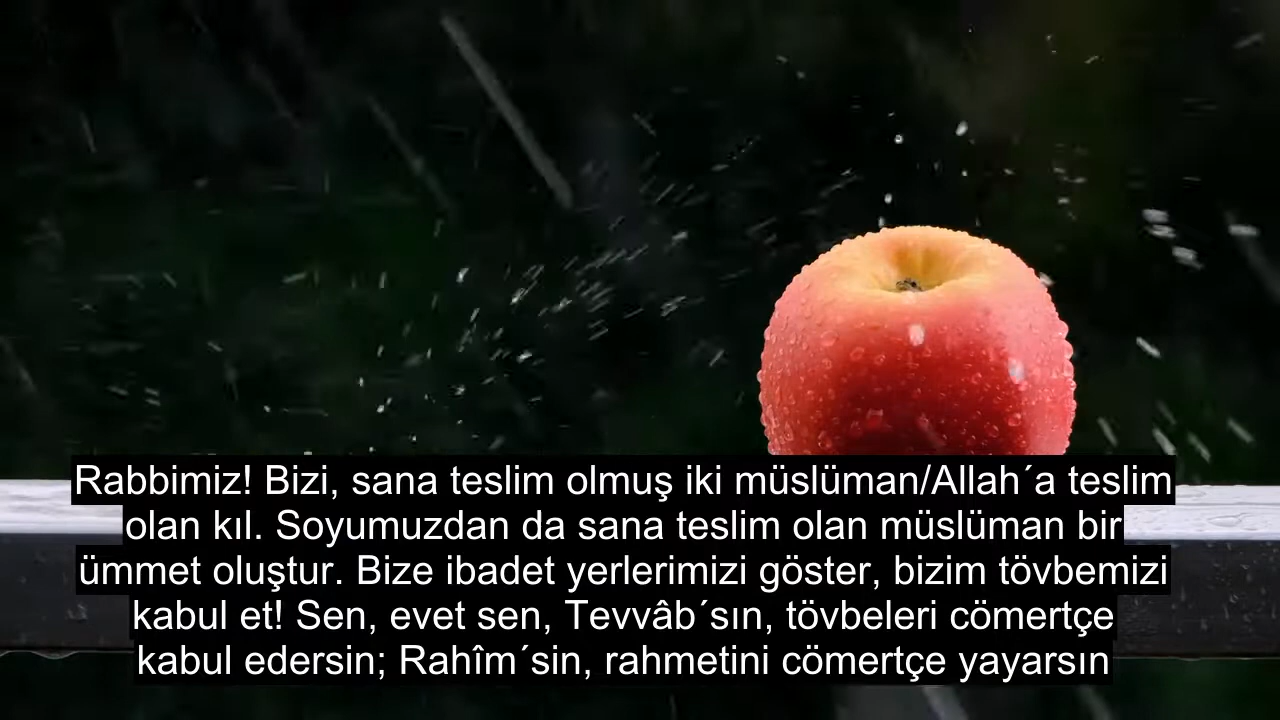 Rabbimiz! Bizi, sana teslim olmuş iki müslüman/Allah´a teslim
olan kıl. Soyumuzdan da sana teslim olan müslüman bir
ümmet oluştur. Bize ibadet yerlerimizi göster, bizim tövbemizi
kabul et! Sen, evet sen, Tevvâb´sın, tövbeleri cömertçe
kabul edersin; Rahîm´sin, rahmetini cömertçe yayarsın